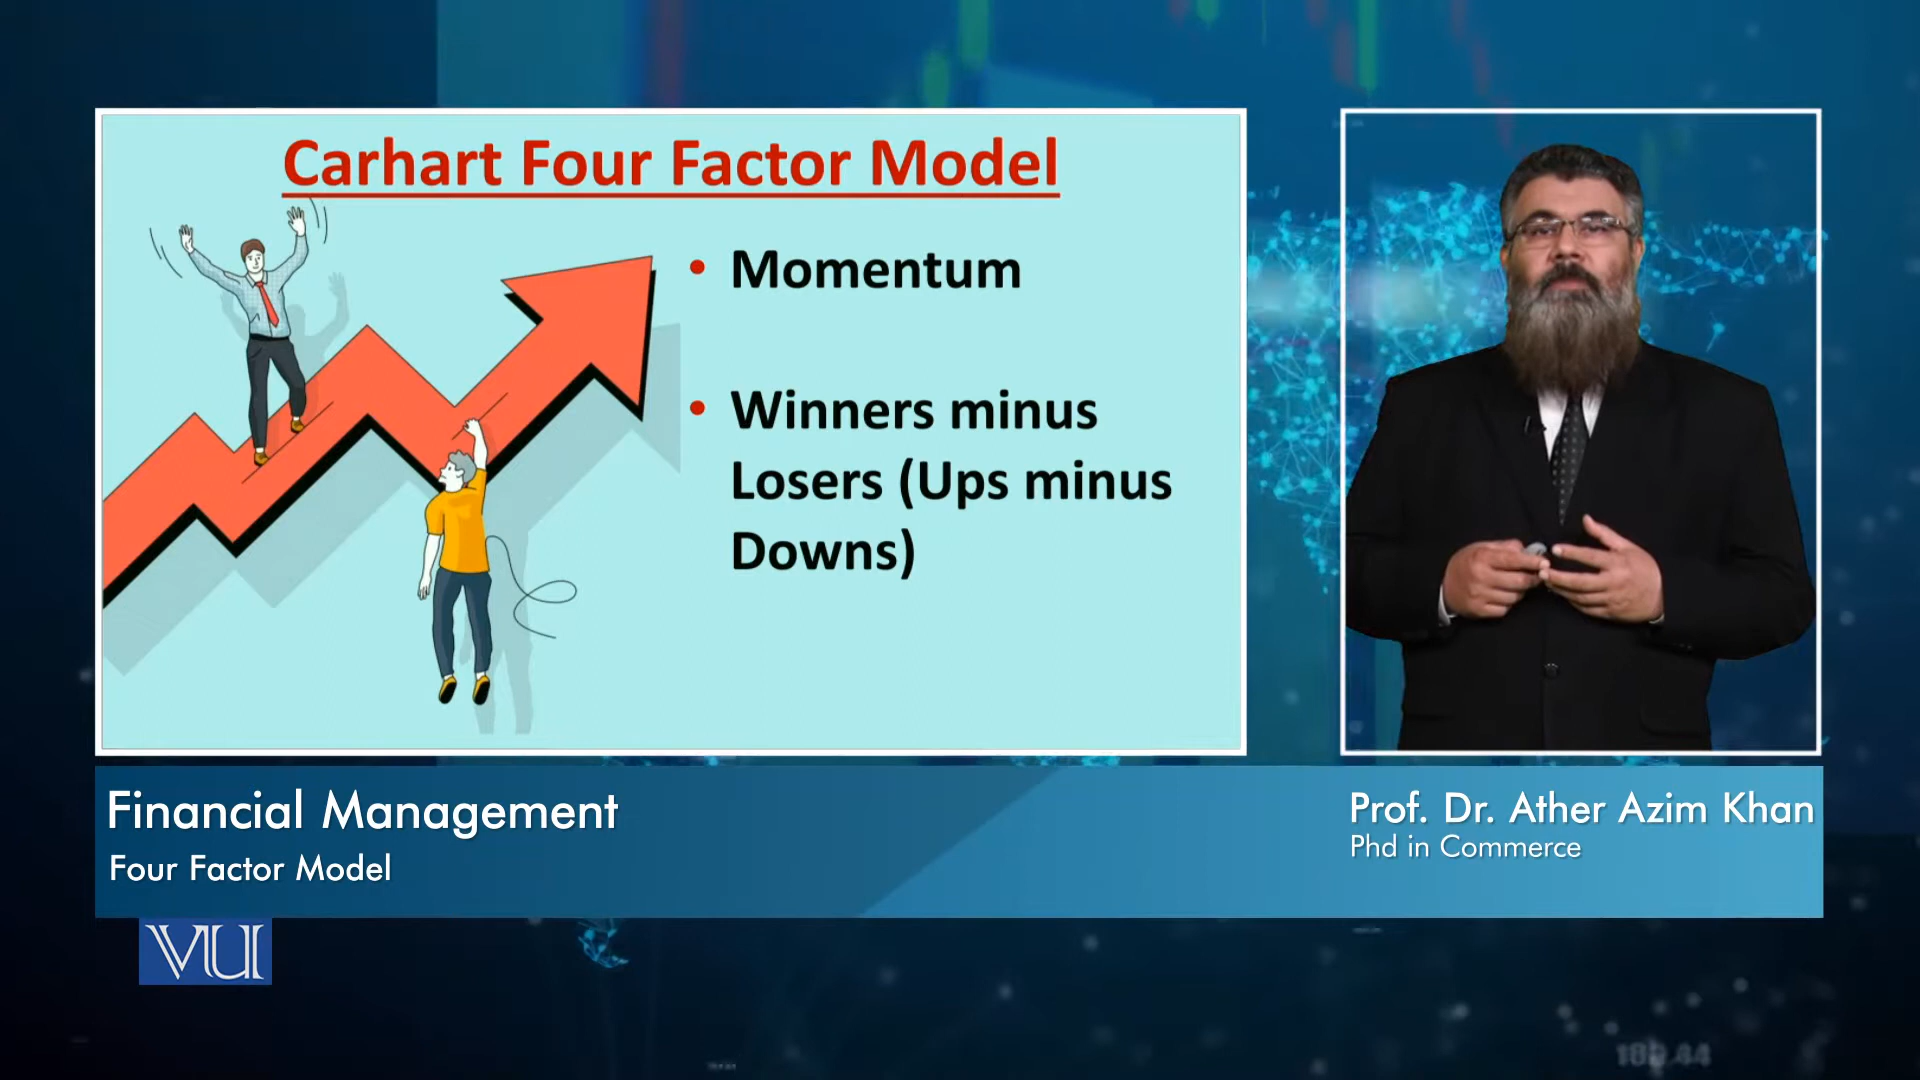 Carhart Four Factor Model
• Momentum
• Winners minus
Losers (Ups minus
Downs)
Financial Management
Four Factor Model
Prof. Dr. Ather Azim Khan
Phd in Commerce
VU